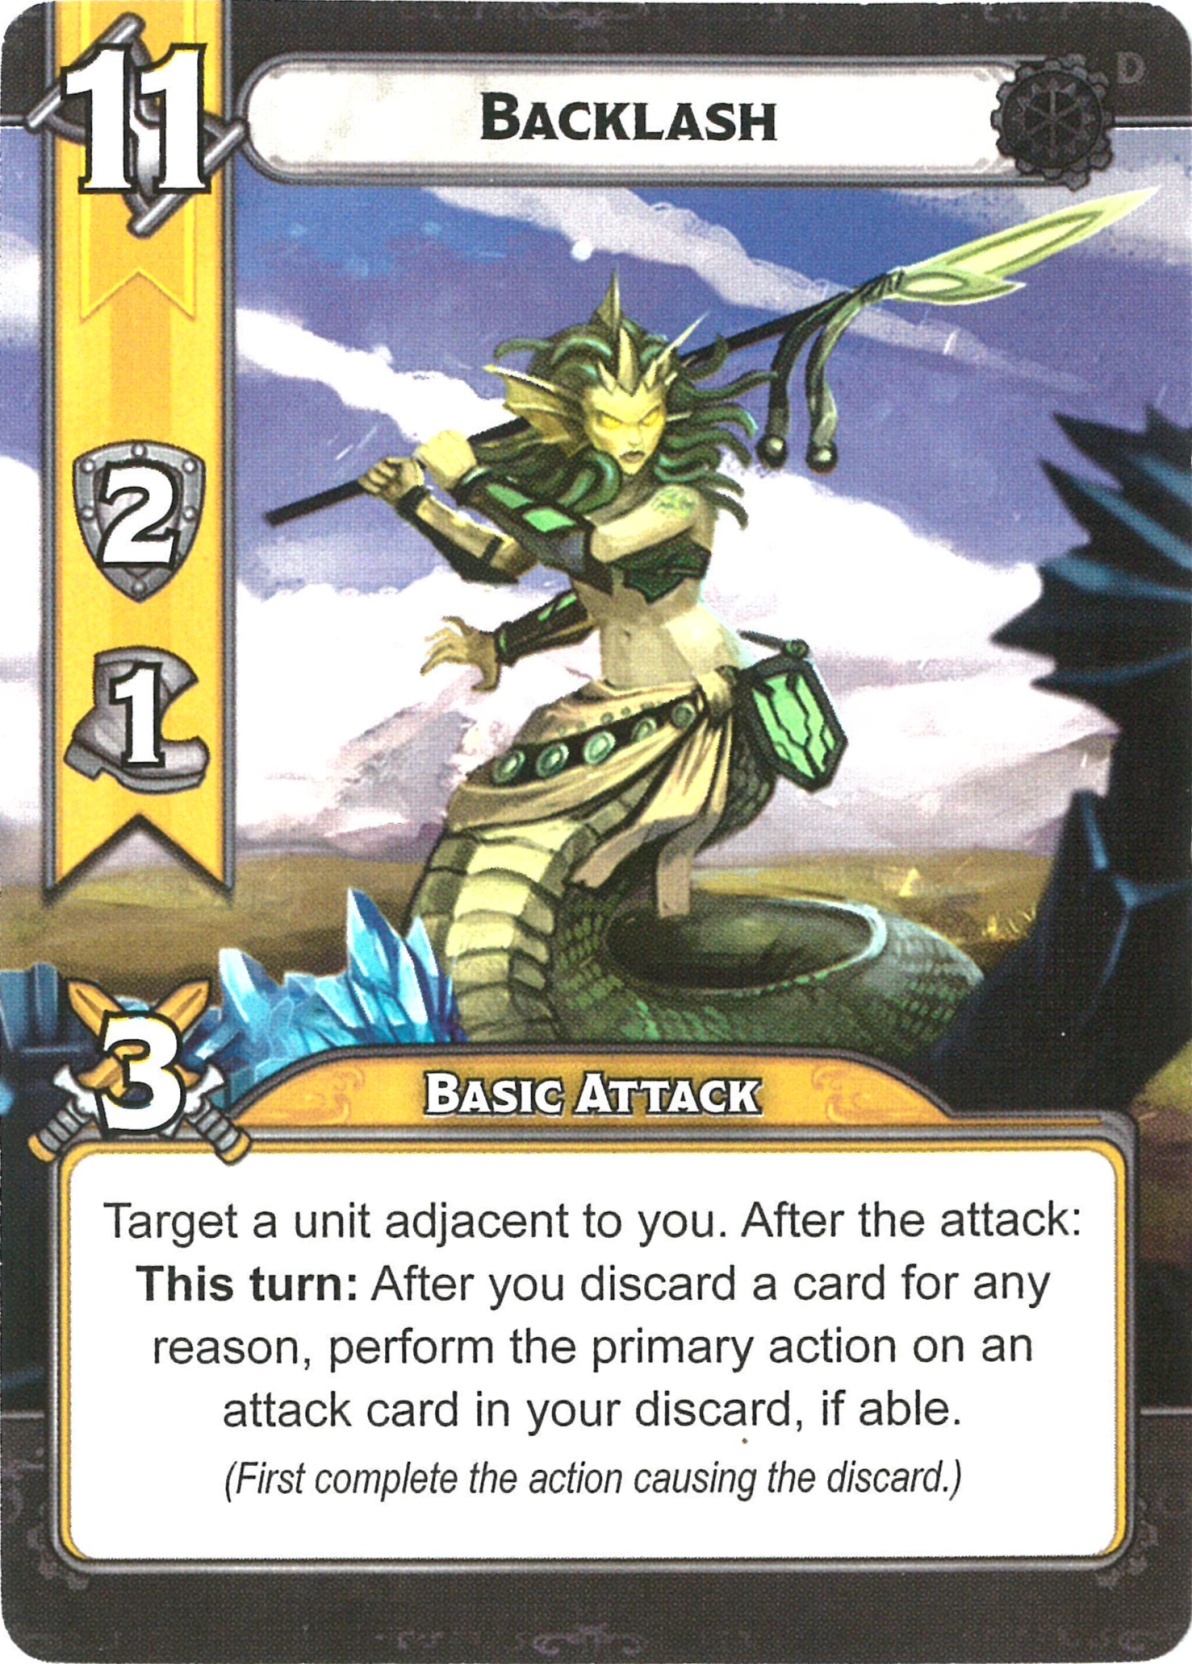 11
BACKLASH
D
2
1
3
BASIC ATTACK
Target a unit adjacent to you. After the attack:
This turn: After you discard a card for any
reason, perform the primary action on an
attack card in your discard, if able.
(First complete the action causing the discard.)